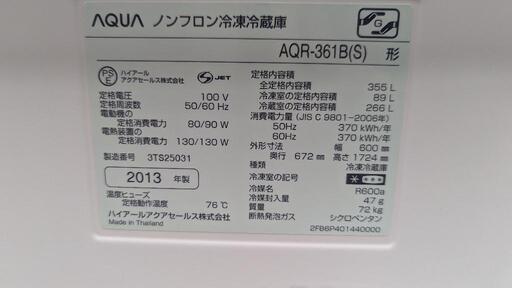 AQUA ノンフロン冷凍冷蔵庫
G
AQR-361B(S) 形
PS E ハイアール アクアセールス株式会社
S JET
定格電圧 100 V
定格周波数 50/60 Hz
電動機の
定格消費電力 80/90 W
電熱装置の
定格消費電力 130/130 W
製造番号 3TS25031
2013 年製
温度ヒューズ
定格動作温度 76℃
ハイアールアクアセールス株式会社
Made in Thailand
定格内容積
全定格内容積 355 L
冷凍室の定格内容積 89 L
冷蔵室の定格内容積 266 L
消費電力量 (JIS C 9801-2006年)
50Hz 370 kWh/年
60Hz 370 kWh/年
外形寸法 幅 600 mm
奥行 672 mm 高さ 1724 mm
種類 冷凍冷蔵庫
冷凍室の記号
冷媒名 R600a
冷媒封入量 47 g
質量 72 kg
断熱発泡ガス シクロペンタン
2FB6P401440000